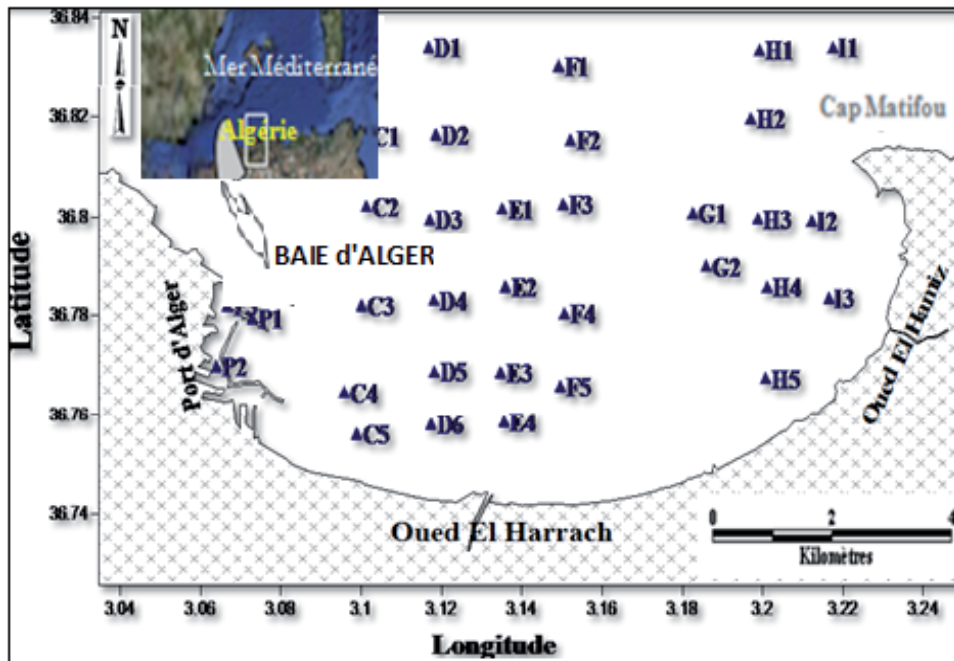 36.84
N
D1
H1
I1
F1
Mer Méditerrané
36.82
Algérie
C1
D2
F2
H2
Cap Matifou
36.8
C2
D3
E1
F3
G1
H3
I2
BAIE d'ALGER
G2
Latitude
C3
D4
E2
F4
H4
I3
36.78
P1
Port d'Alger
P2
D5
E3
F5
H5
Oued El Hamiz
36.76
C4
C5
D6
E4
36.74
Oued El Harrach
0 2 4
Kilomètres
3.04 3.06 3.08 3.1 3.12 3.14 3.16 3.18 3.2 3.22 3.24
Longitude